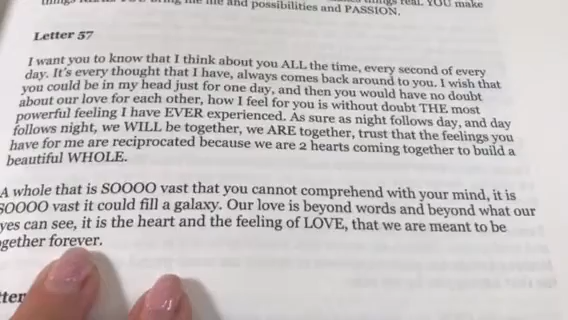 me and possibilities and PASSION.
things real. YOU make
Letter 57
I want you to know that I think about you ALL the time, every second of every
day. It's every thought that I have, always comes back around to you. I wish that
you could be in my head just for one day, and then you would have no doubt
about our love for each other, how I feel for you is without doubt THE most
powerful feeling I have EVER experienced. As sure as night follows day, and day
follows night, we WILL be together, we ARE together, trust that the feelings you
have for me are reciprocated because we are 2 hearts coming together to build a
beautiful WHOLE.
A whole that is SOOOO vast that you cannot comprehend with your mind, it is
SOOOO vast it could fill a galaxy. Our love is beyond words and beyond what our
yes can see, it is the heart and the feeling of LOVE, that we are meant to be
gether forever.
tter